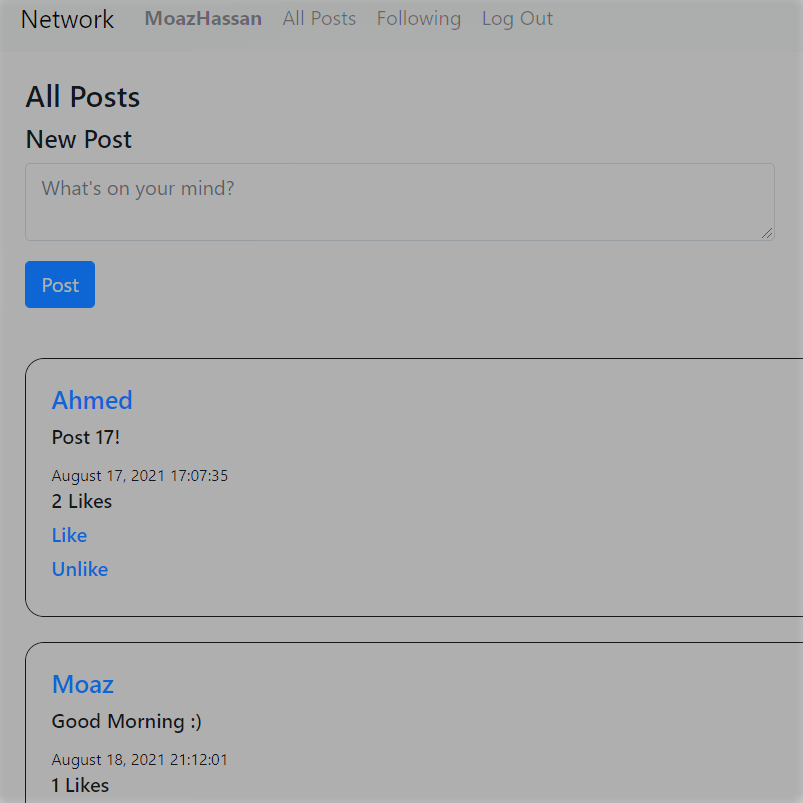 Network MoazHassan All Posts Following Log Out
All Posts
New Post
What's on your mind?
Post
Ahmed
Post 17!
August 17, 2021 17:07:35
2 Likes
Like
Unlike
Moaz
Good Morning :)
August 18, 2021 21:12:01
1 Likes